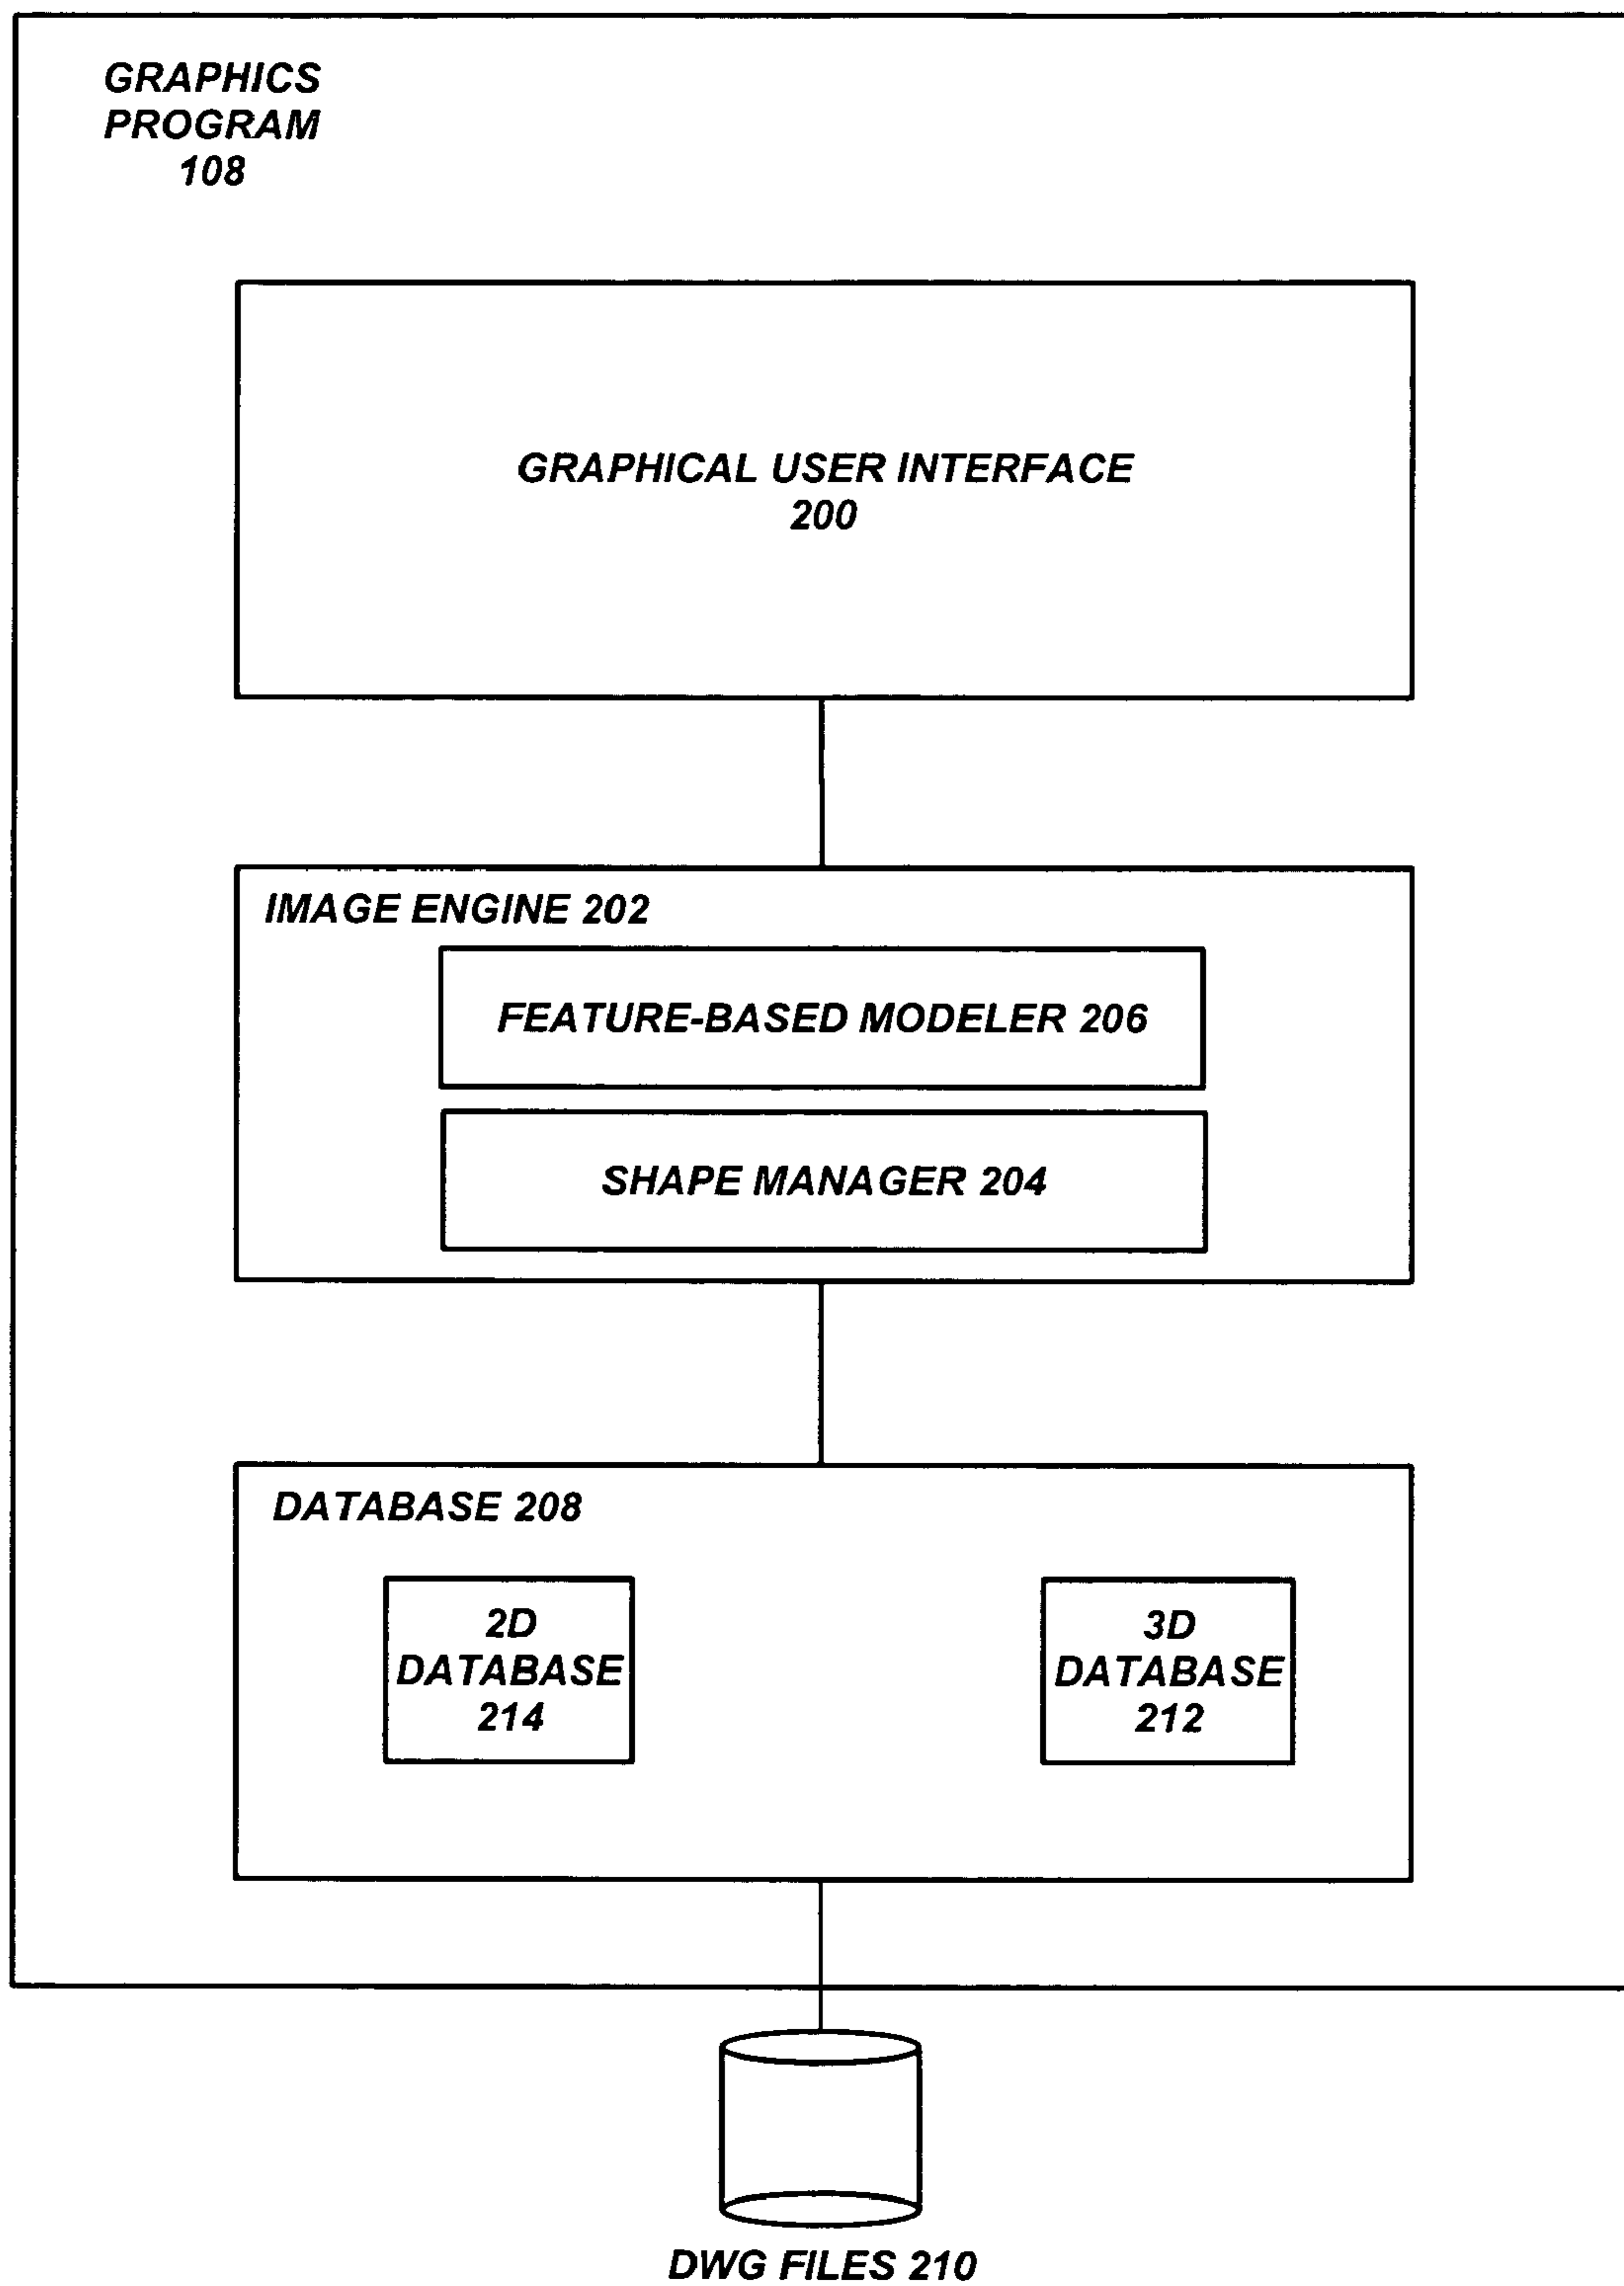 GRAPHICS
PROGRAM
108
GRAPHICAL USER INTERFACE
200
IMAGE ENGINE 202
FEATURE-BASED MODELER 206
SHAPE MANAGER 204
DATABASE 208
2D
DATABASE
214
3D
DATABASE
212
DWG FILES 210